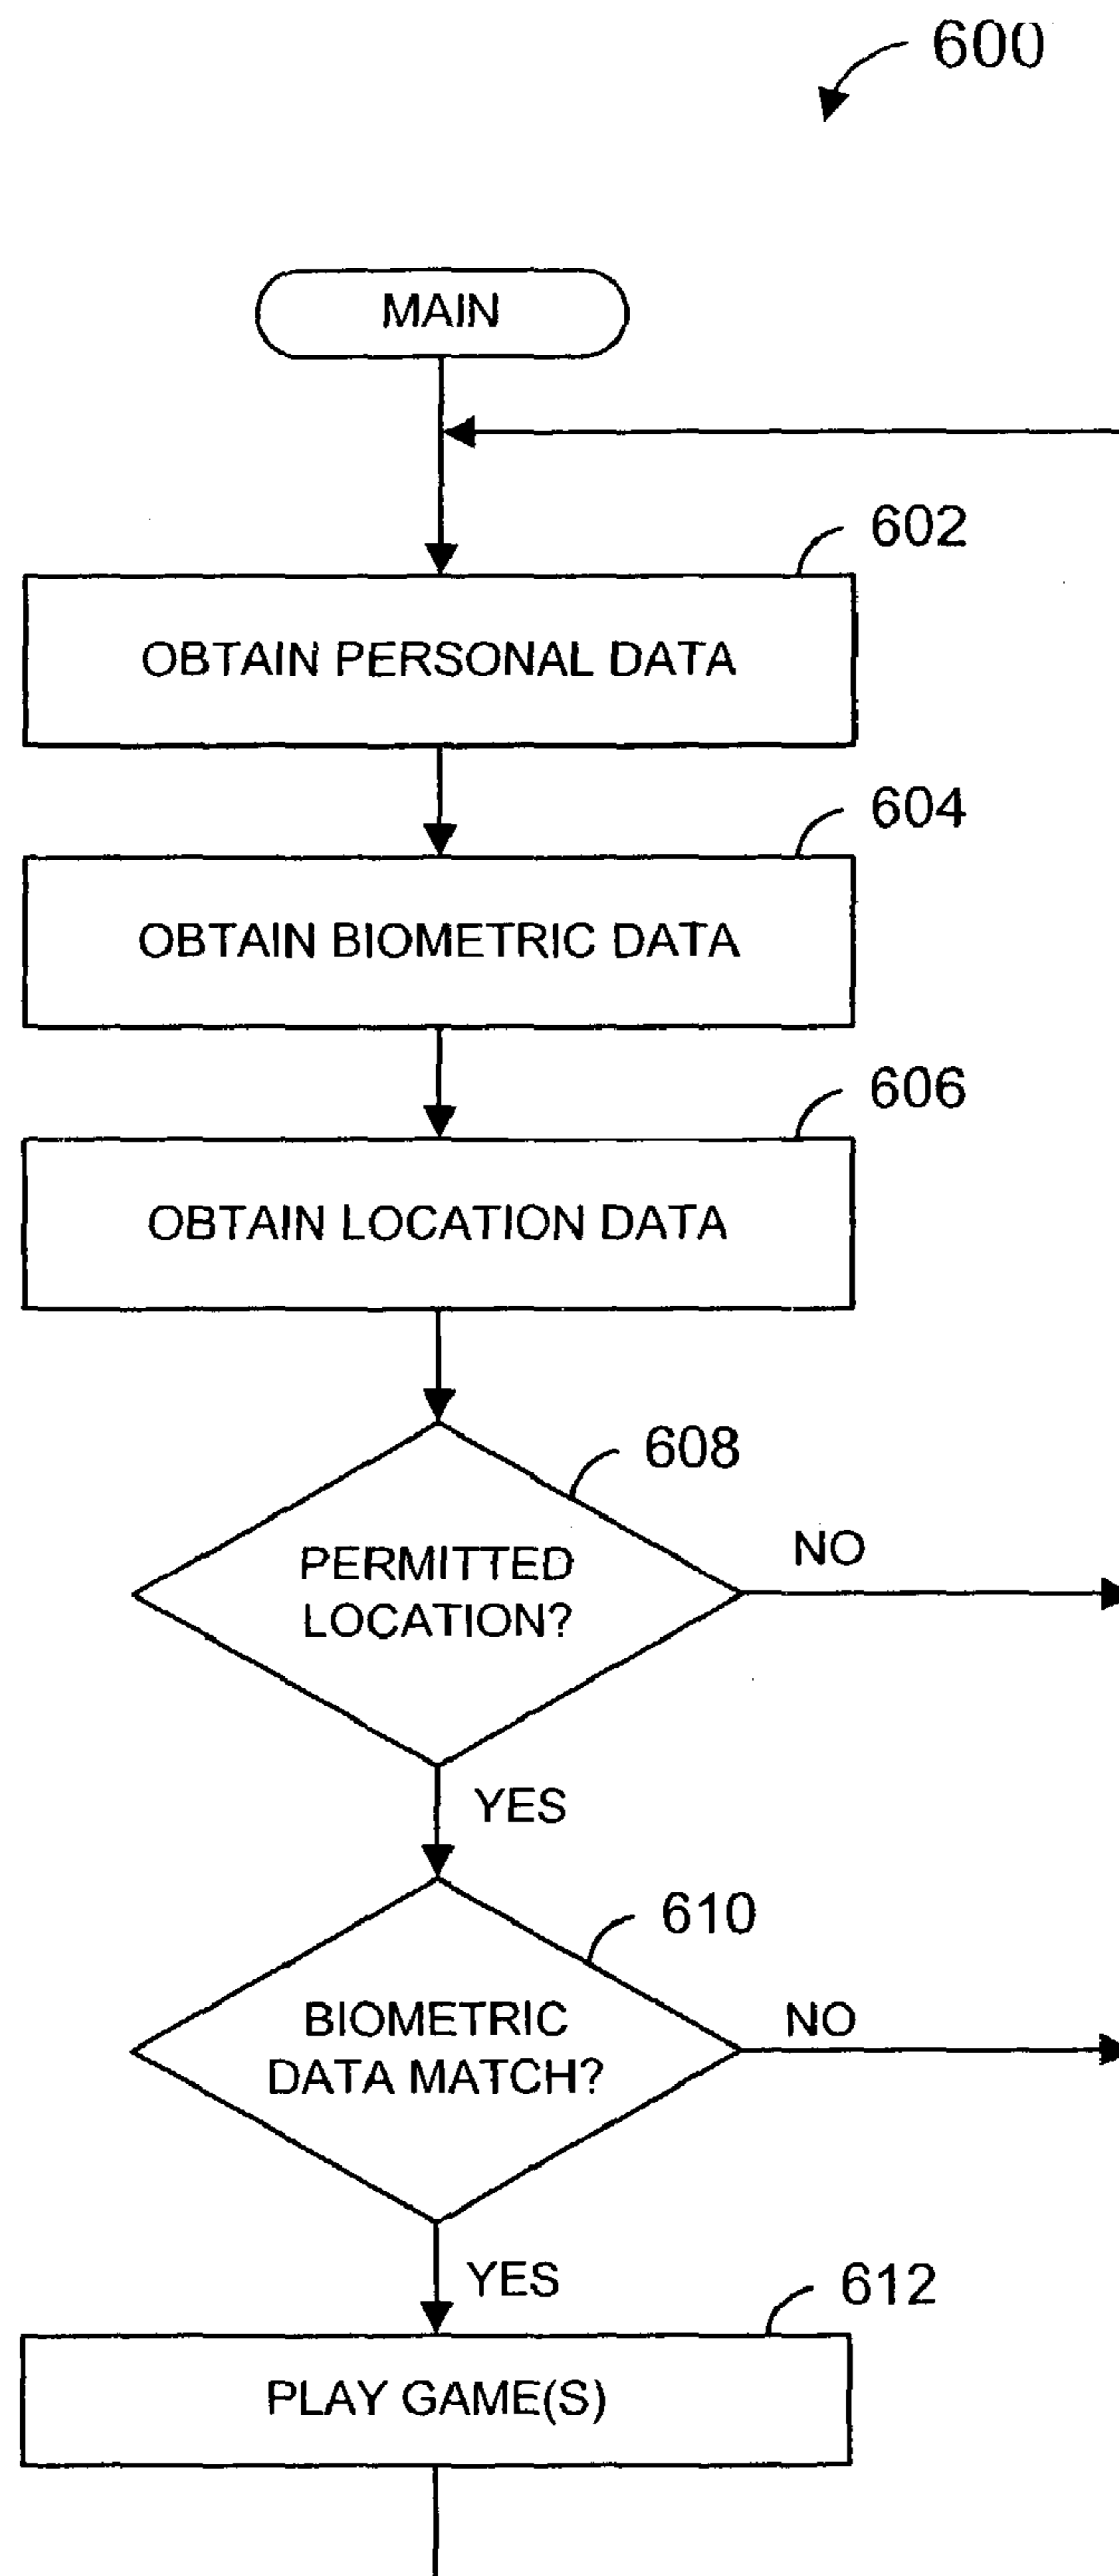 600
MAIN
602
OBTAIN PERSONAL DATA
604
OBTAIN BIOMETRIC DATA
606
OBTAIN LOCATION DATA
608
PERMITTED
LOCATION?
NO
YES
610
BIOMETRIC
DATA MATCH?
NO
YES
612
PLAY GAME(S)